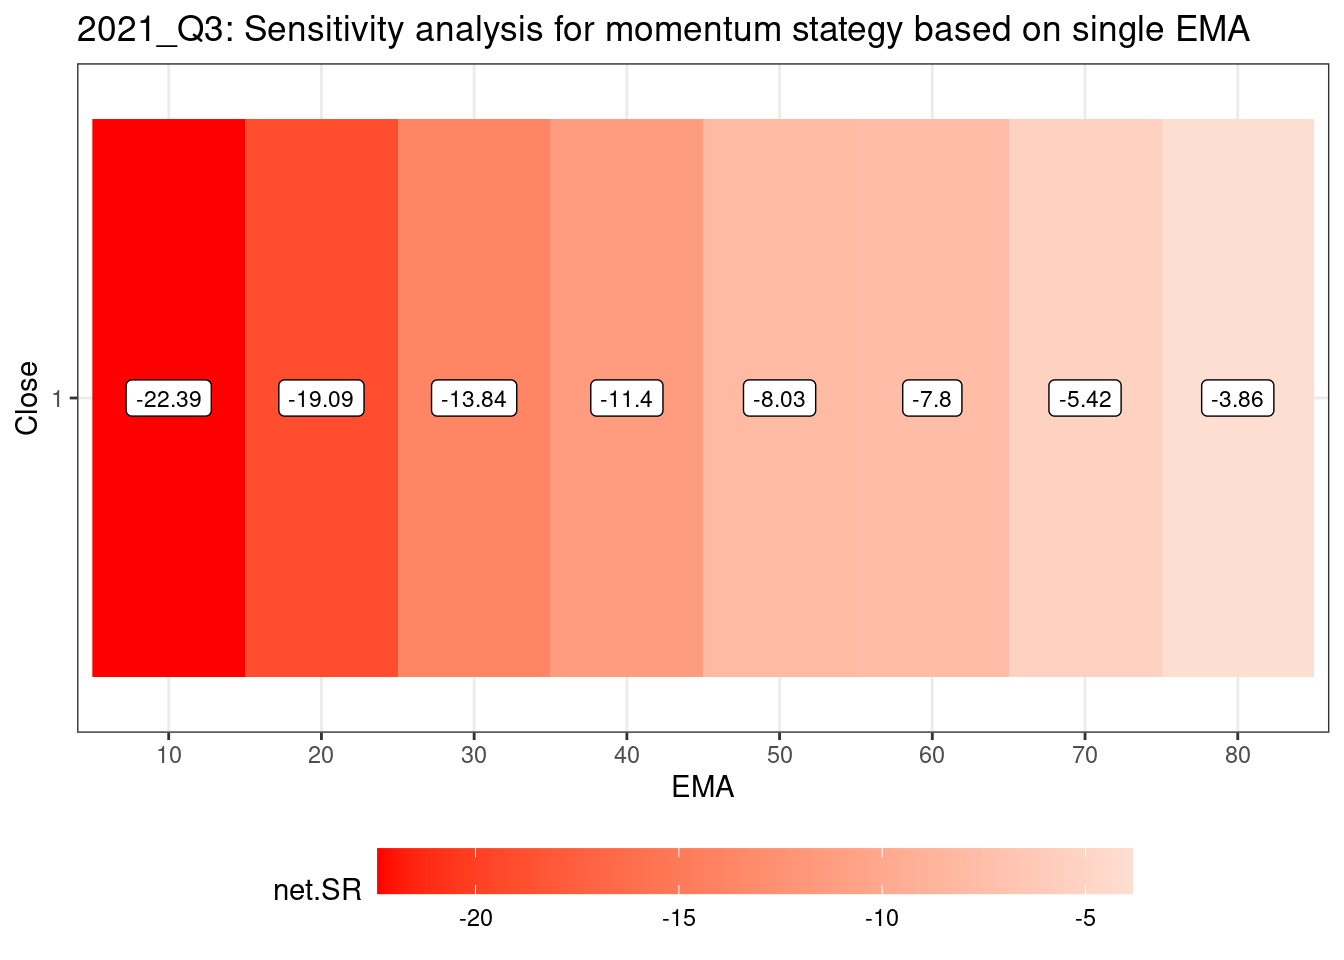 2021_Q3: Sensitivity analysis for momentum stategy based on single EMA
Close
1
-22.39 -19.09 -13.84 -11.4 -8.03 -7.8 -5.42 -3.86
10 20 30 40 50 60 70 80
EMA
net.SR
-20 -15 -10 -5